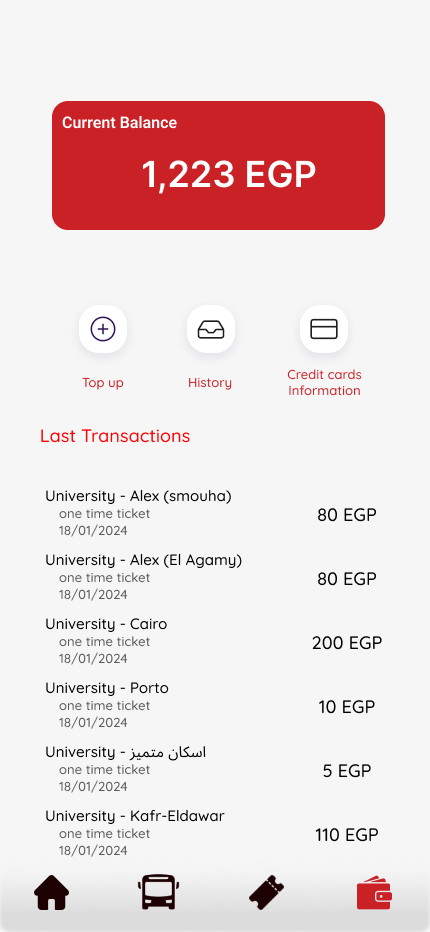 Current Balance
1,223 EGP
Top up
History
Credit cards
Information
Last Transactions
University - Alex (smouha)
one time ticket
18/01/2024
80 EGP
University - Alex (El Agamy)
one time ticket
18/01/2024
80 EGP
University - Cairo
one time ticket
18/01/2024
200 EGP
University - Porto
one time ticket
18/01/2024
10 EGP
University - اسكان متميز
one time ticket
18/01/2024
5 EGP
University - Kafr-Eldawar
one time ticket
18/01/2024
110 EGP